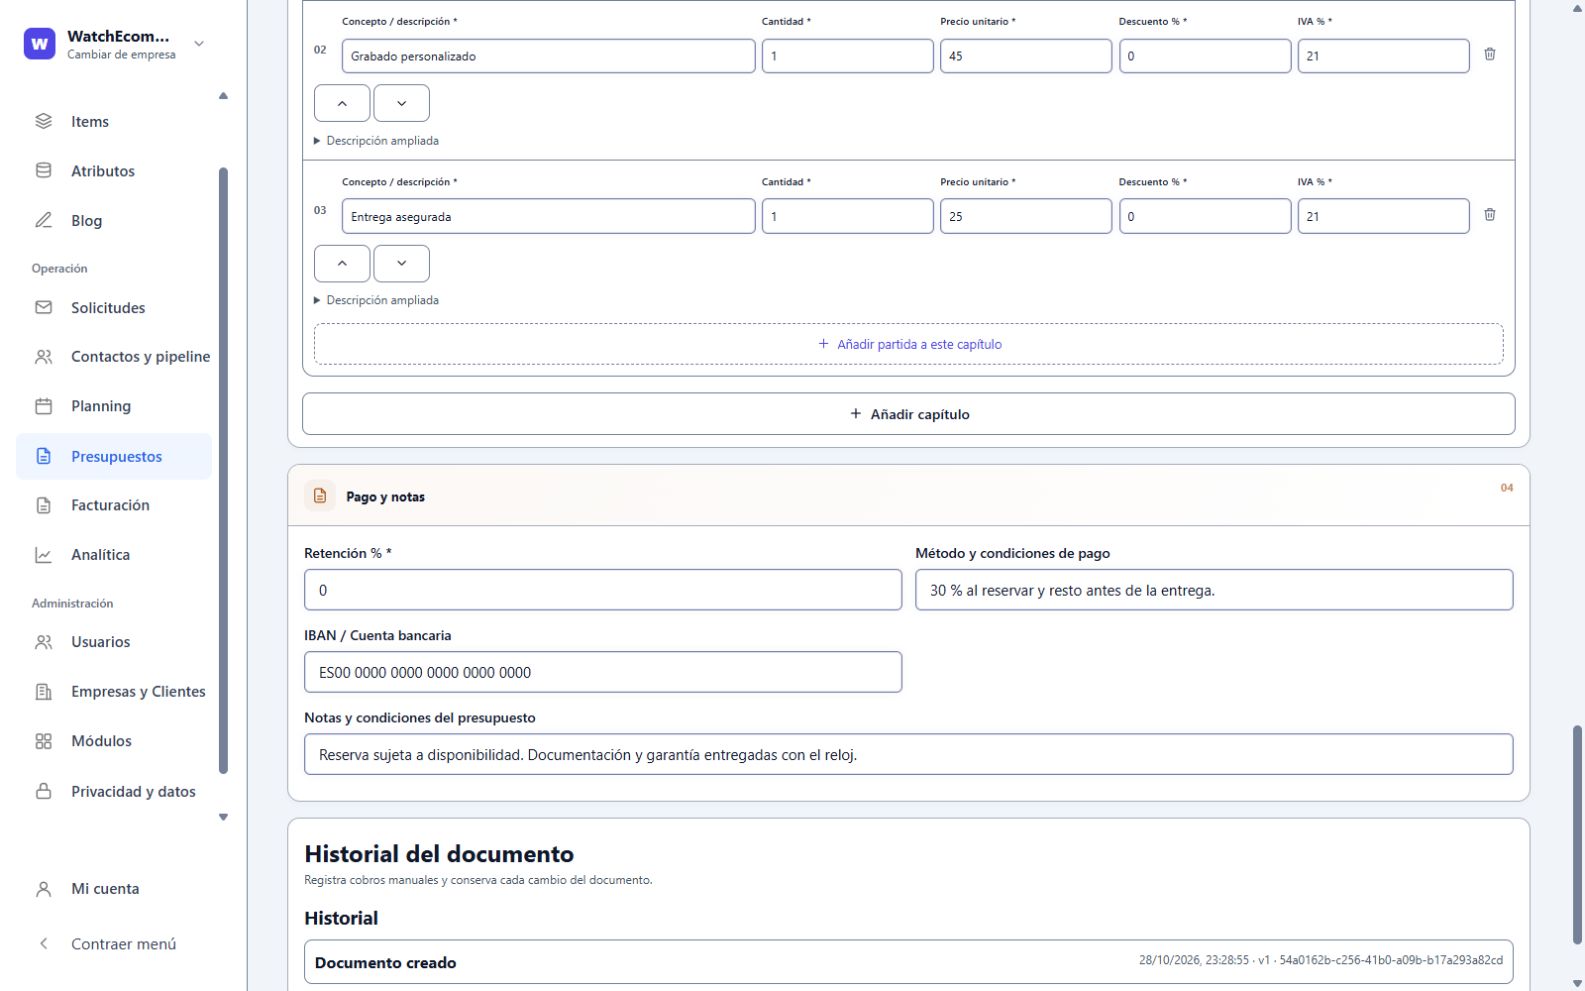 W
WatchEcom...
Cambiar de empresa
Items
Atributos
Blog
Operación
Solicitudes
Contactos y pipeline
Planning
Presupuestos
Facturación
Analítica
Administración
Usuarios
Empresas y Clientes
Módulos
Privacidad y datos
Mi cuenta
Contraer menú
Concepto / descripción * Cantidad * Precio unitario * Descuento % * IVA % *
02 Grabado personalizado 1 45 0 21
Descripción ampliada
Concepto / descripción * Cantidad * Precio unitario * Descuento % * IVA % *
03 Entrega asegurada 1 25 0 21
Descripción ampliada
+ Añadir partida a este capítulo
+ Añadir capítulo
Pago y notas 04
Retención % * Método y condiciones de pago
0 30 % al reservar y resto antes de la entrega.
IBAN / Cuenta bancaria
ES00 0000 0000 0000 0000 0000
Notas y condiciones del presupuesto
Reserva sujeta a disponibilidad. Documentación y garantía entregadas con el reloj.
Historial del documento
Registra cobros manuales y conserva cada cambio del documento.
Historial
Documento creado 28/10/2026, 23:28:55 · v1 · 54a0162b-c256-41b0-a09b-b17a293a82cd